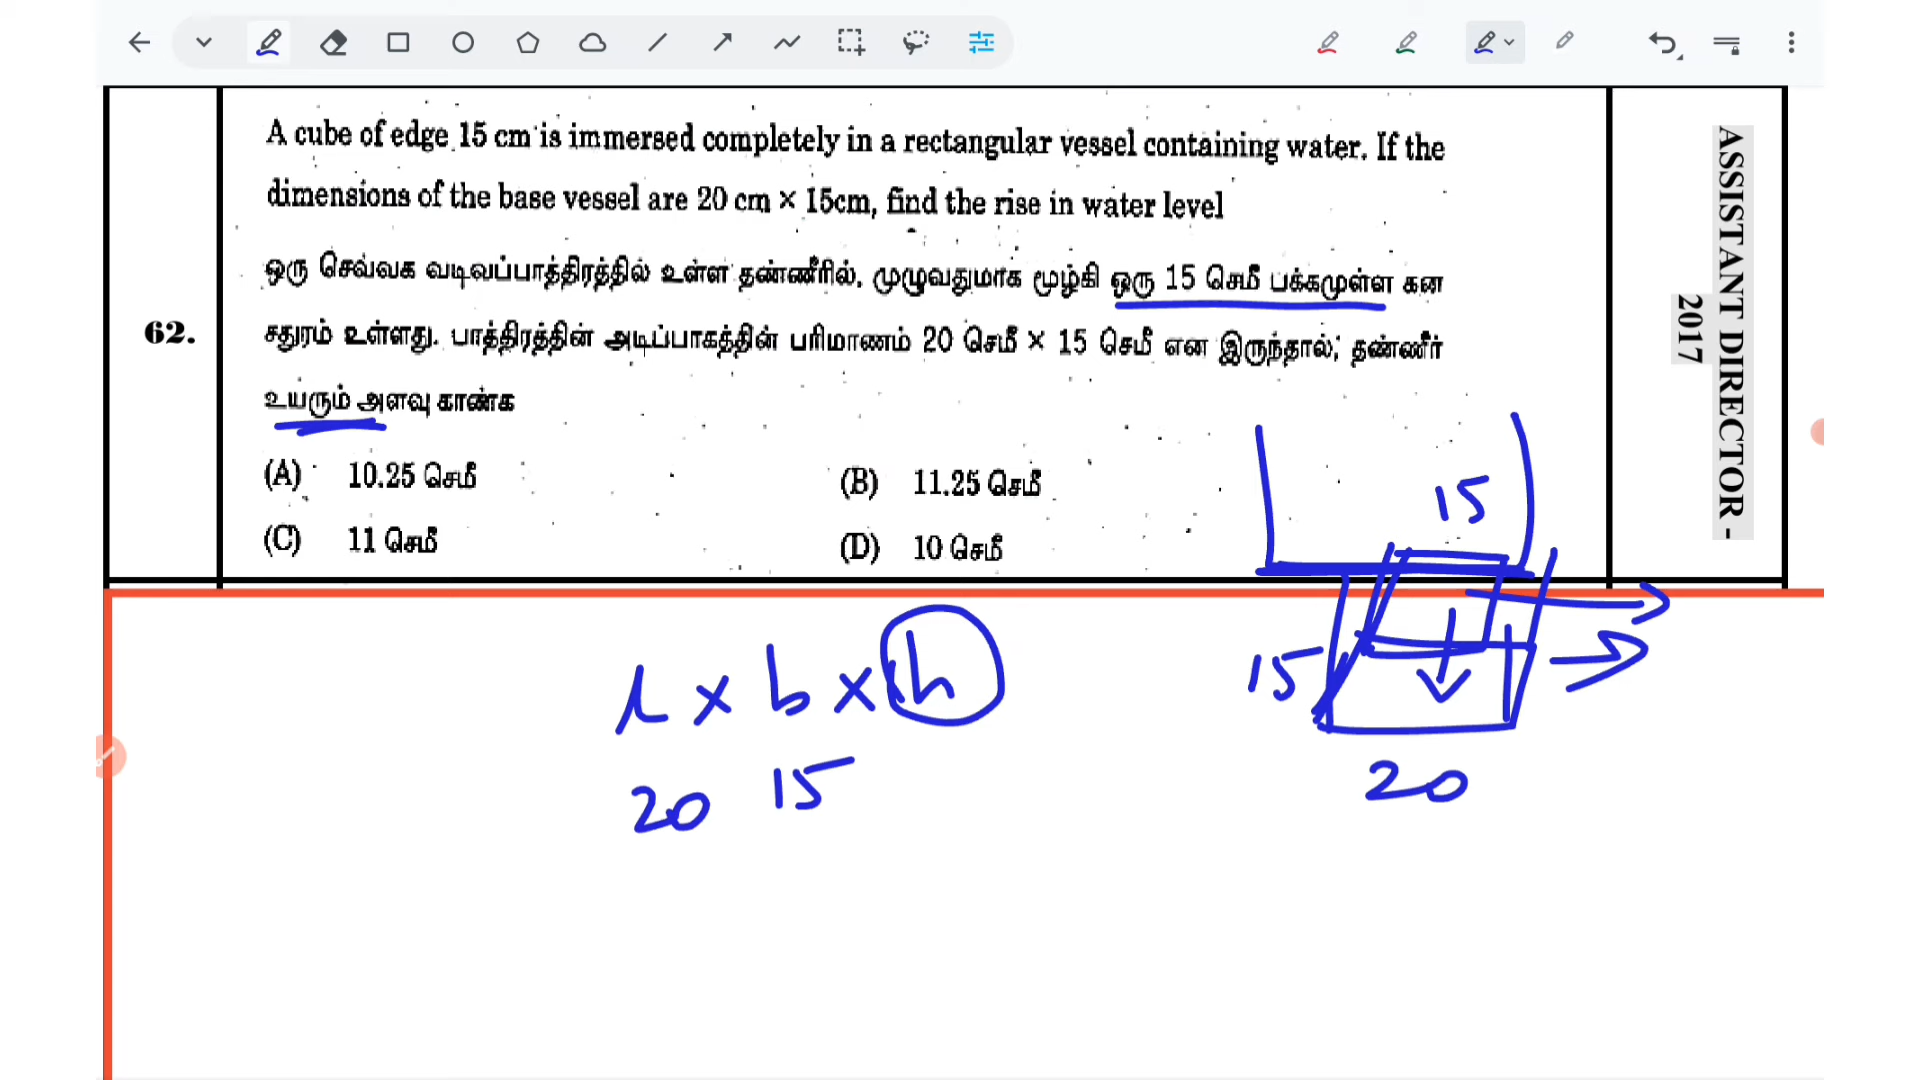 A cube of edge 15 cm is immersed completely in a rectangular vessel containing water. If the
dimensions of the base vessel are 20 cm × 15cm, find the rise in water level
ஒரு செவ்வக வடிவப்பாத்திரத்தில் உள்ள தண்ணீரில், முழுவதுமாக மூழ்கி ஒரு 15 செமீ பக்கமுள்ள கன
62. சதுரம் உள்ளது. பாத்திரத்தின் அடிப்பாகத்தின் பரிமாணம் 20 செமீ × 15 செமீ என இருந்தால், தண்ணீர்
உயரும் அளவு காண்க
(A) 10.25 செமீ (B) 11.25 செமீ
(C) 11 செமீ (D) 10 செமீ
ASSISTANT DIRECTOR -
2017
15
l × b × h
20 15
15
20